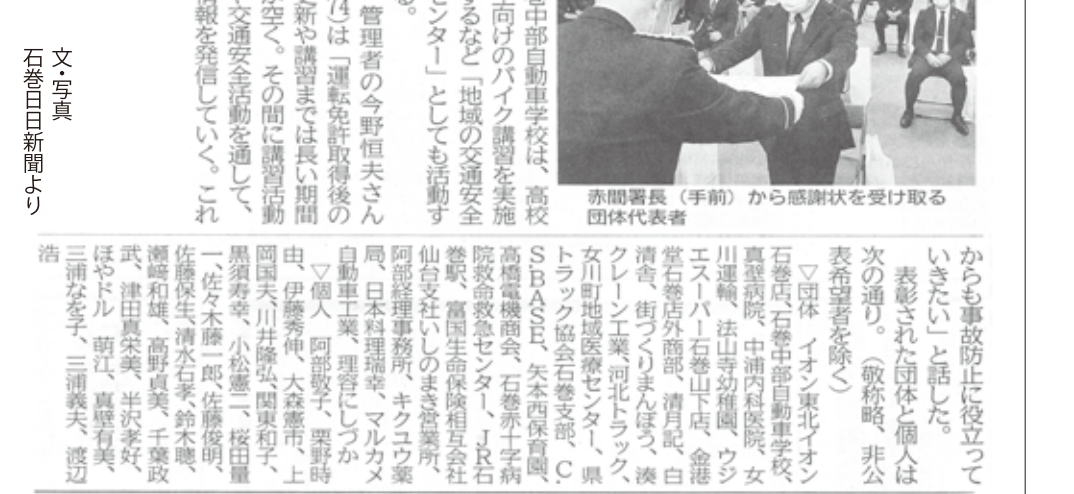 巻中部自動車学校は、高校
生向けのバイク講習を実施
するなど「地域の交通安全
センター」としても活動す
る。
管理者の今野恒夫さん
(74)は「運転免許取得後の
更新や講習までは長い期間
が空く。その間に講習活動
や交通安全活動を通して、
情報を発信していく。これ
赤間署長（手前）から感謝状を受け取る
団体代表者
からも事故防止に役立って
いきたい」と話した。
表彰された団体と個人は
次の通り。（敬称略、非公
表希望者を除く）
▽団体　イオン東北イオン
石巻店、石巻中部自動車学校、
真壁病院、中浦内科医院、女
川運輸、法山寺幼稚園、ウジ
エスーパー石巻山下店、金港
堂石巻店外商部、清月記、白
清舎、街づくりまんぼう、湊
クレーン工業、河北トラック、
女川町地域医療センター、県
トラック協会石巻支部、C.
S.BASE、矢本西保育園、
高橋電機商会、石巻赤十字病
院救命救急センター、JR石
巻駅、富国生命保険相互会社
仙台支社いしのまき営業所、
阿部経理事務所、キクユウ薬
局、日本料理瑞幸、マルカメ
自動車工業、理容にしづか
▽個人　阿部敬子、栗野時
由、伊藤秀伸、大森憲市、上
岡国夫、川井隆弘、関東和子、
黒須寿幸、小松憲二、桜田量
一、佐々木藤一郎、佐藤俊明、
佐藤保生、清水石孝、鈴木聰、
瀬﨑和雄、高野貞美、千葉政
武、津田真栄美、半沢孝好、
ほやドル　萌江、真壁有美、
三浦なを子、三浦義夫、渡辺
浩
文・写真
石巻日日新聞より